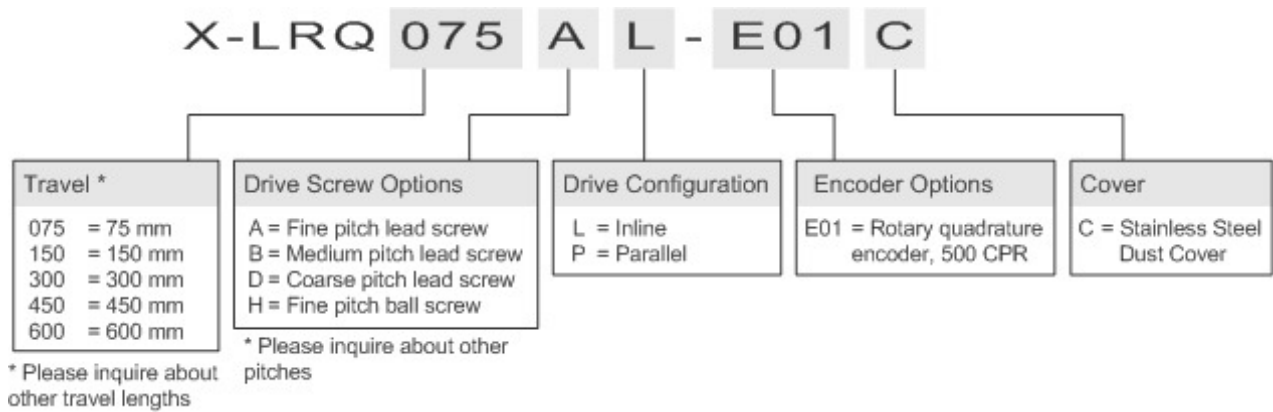 X-LRQ 075 A L - E01 C
Travel *
075 = 75 mm
150 = 150 mm
300 = 300 mm
450 = 450 mm
600 = 600 mm
* Please inquire about
other travel lengths
Drive Screw Options
A = Fine pitch lead screw
B = Medium pitch lead screw
D = Coarse pitch lead screw
H = Fine pitch ball screw
* Please inquire about other
pitches
Drive Configuration
L = Inline
P = Parallel
Encoder Options
E01 = Rotary quadrature
encoder, 500 CPR
Cover
C = Stainless Steel
Dust Cover